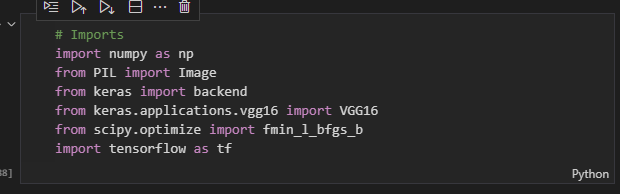 # Imports
import numpy as np
from PIL import Image
from keras import backend
from keras.applications.vgg16 import VGG16
from scipy.optimize import fmin_l_bfgs_b
import tensorflow as tf
88]
Python